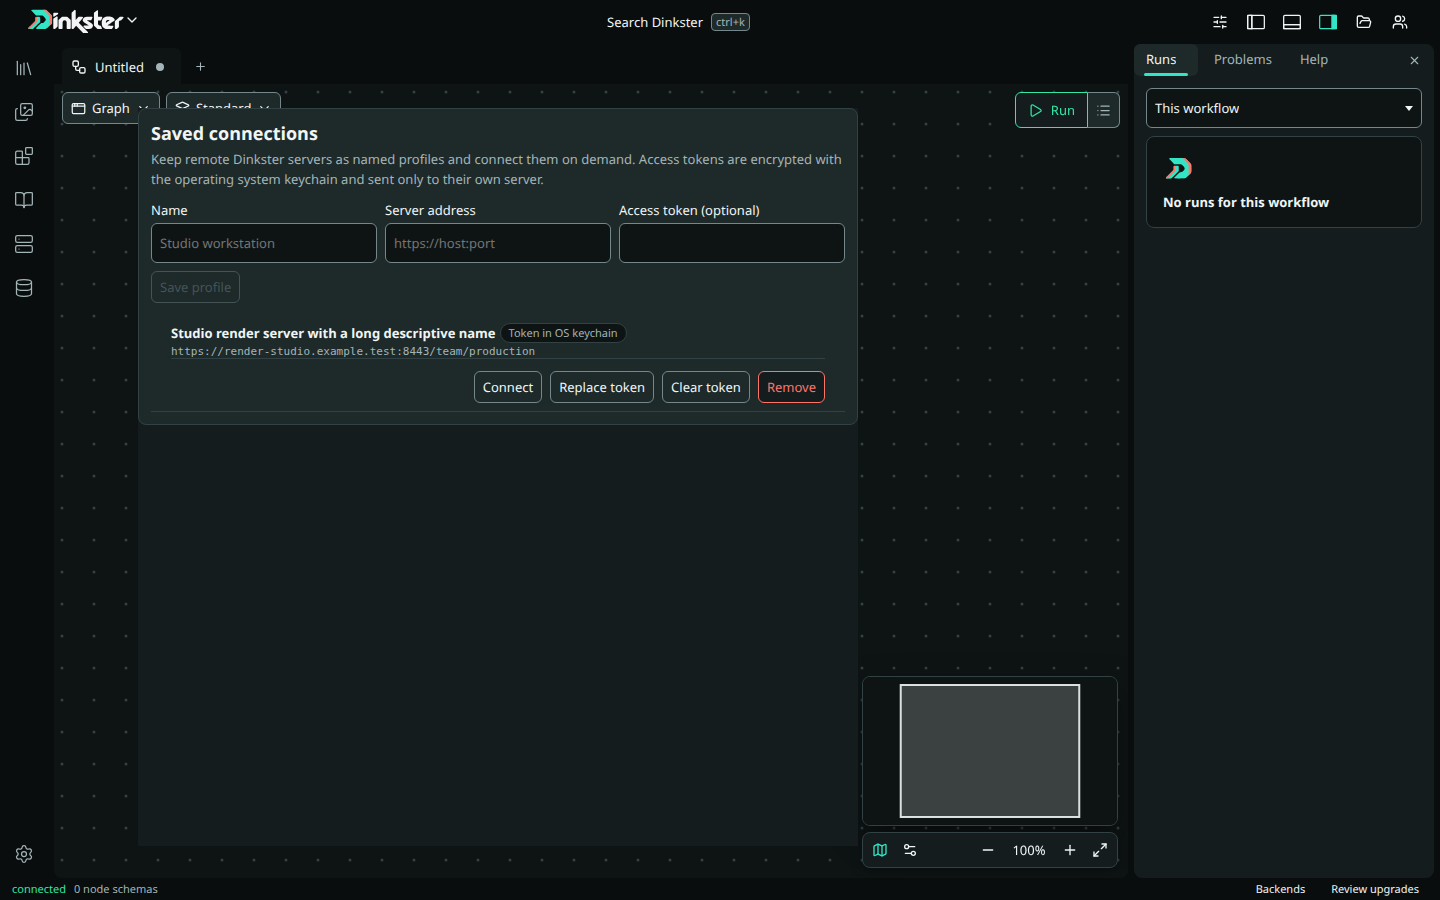 Dinkster
Search Dinkster ctrl+k
Untitled
Graph
Standard
Run
Saved connections
Keep remote Dinkster servers as named profiles and connect them on demand. Access tokens are encrypted with
the operating system keychain and sent only to their own server.
Name
Server address
Access token (optional)
Studio workstation
https://host:port
Save profile
Studio render server with a long descriptive name Token in OS keychain
https://render-studio.example.test:8443/team/production
Connect
Replace token
Clear token
Remove
100%
Runs
Problems
Help
This workflow
No runs for this workflow
connected 0 node schemas
Backends
Review upgrades